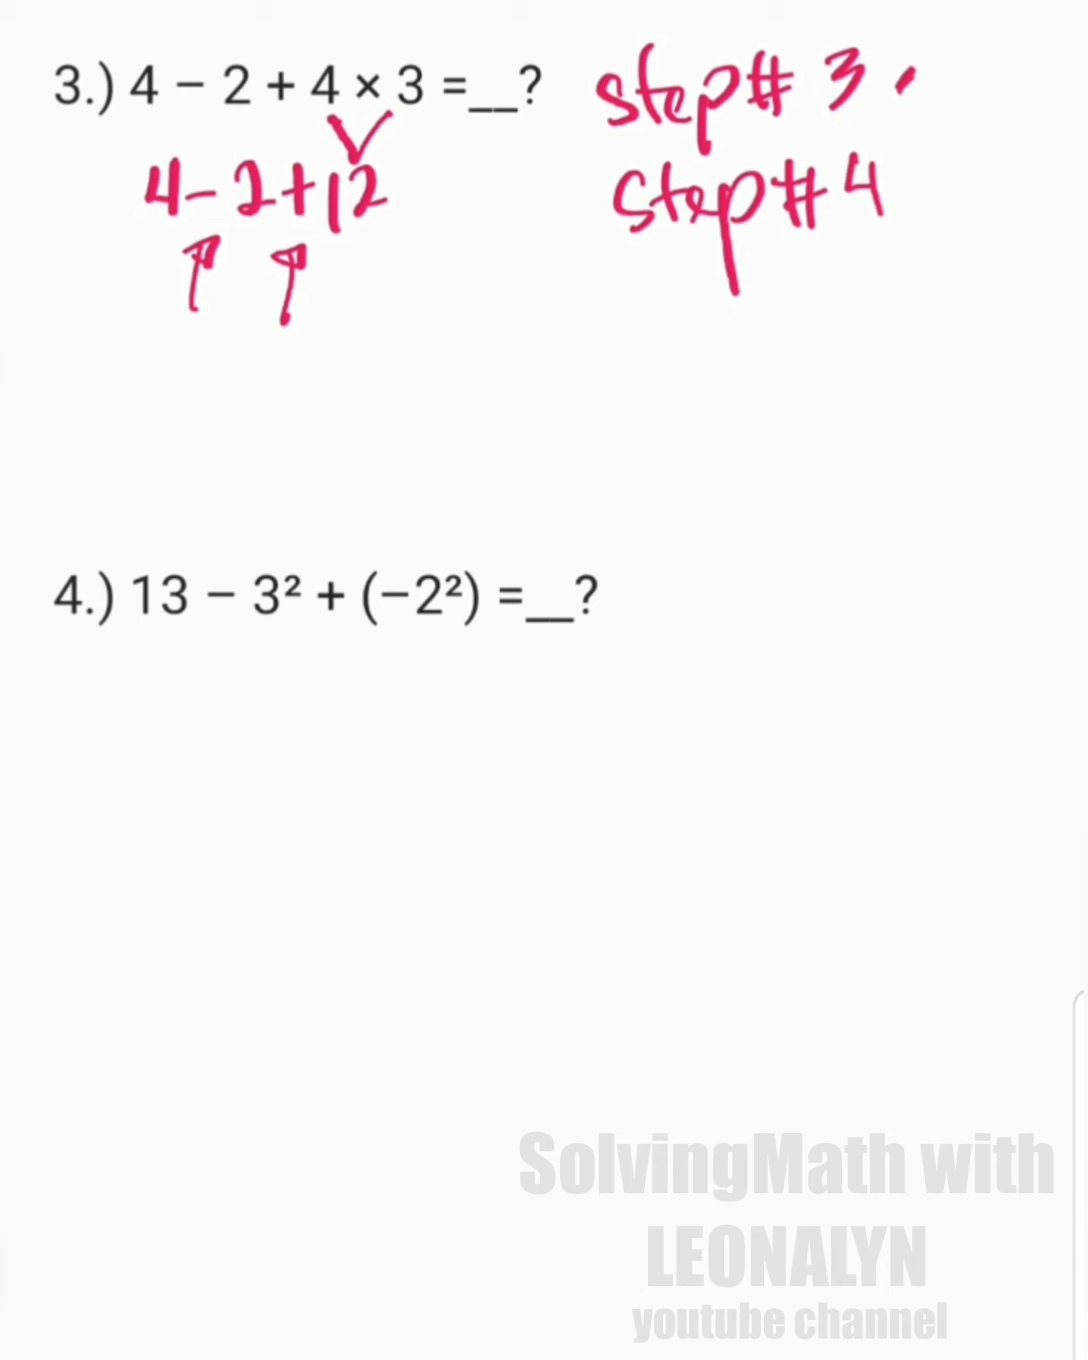 3.) 4 – 2 + 4 × 3 =__? step# 3.
4-2+12 step#4
4.) 13 – 3² + (–2²) =__?
SolvingMath with
LEONALYN
youtube channel